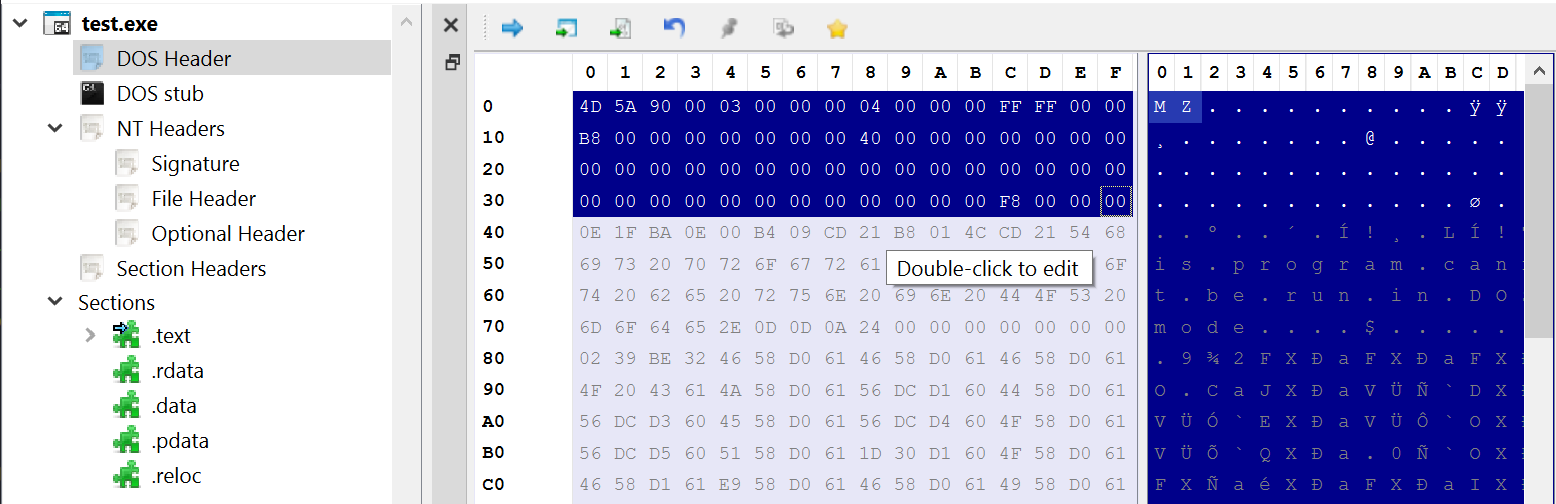 test.exe
DOS Header
DOS stub
NT Headers
Signature
File Header
Optional Header
Section Headers
Sections
.text
.rdata
.data
.pdata
.reloc
0 1 2 3 4 5 6 7 8 9 A B C D E F
0 4D 5A 90 00 03 00 00 00 04 00 00 00 FF FF 00 00
10 B8 00 00 00 00 00 00 00 40 00 00 00 00 00 00 00
20 00 00 00 00 00 00 00 00 00 00 00 00 00 00 00 00
30 00 00 00 00 00 00 00 00 00 00 00 00 F8 00 00 00
40 0E 1F BA 0E 00 B4 09 CD 21 B8 01 4C CD 21 54 68
50 69 73 20 70 72 6F 67 72 61 6F
Double-click to edit
60 74 20 62 65 20 72 75 6E 20 69 6E 20 44 4F 53 20
70 6D 6F 64 65 2E 0D 0D 0A 24 00 00 00 00 00 00 00
80 02 39 BE 32 46 58 D0 61 46 58 D0 61 46 58 D0 61
90 4F 20 43 61 4A 58 D0 61 56 DC D1 60 44 58 D0 61
A0 56 DC D3 60 45 58 D0 61 56 DC D4 60 4F 58 D0 61
B0 56 DC D5 60 51 58 D0 61 1D 30 D1 60 4F 58 D0 61
C0 46 58 D1 61 E9 58 D0 61 46 58 D0 61 49 58 D0 61
0 1 2 3 4 5 6 7 8 9 A B C D
M Z . . . . . . . . . . ÿ ÿ
¸ . . . . . . . @ . . . . .
. . . . . . . . . . . . . .
. . . . . . . . . . . . ø .
. . º . . ´ . Í ! ¸ . L Í !
i s . p r o g r a m . c a n
t . b e . r u n . i n . D O
m o d e . . . . $ . . . . .
. 9 ¾ 2 F X Ð a F X Ð a F X
O . C a J X Ð a V Ü Ñ ` D X
V Ü Ó ` E X Ð a V Ü Ô ` O X
V Ü Õ ` Q X Ð a . 0 Ñ ` O X
F X Ñ a é X Ð a F X Ð a I X